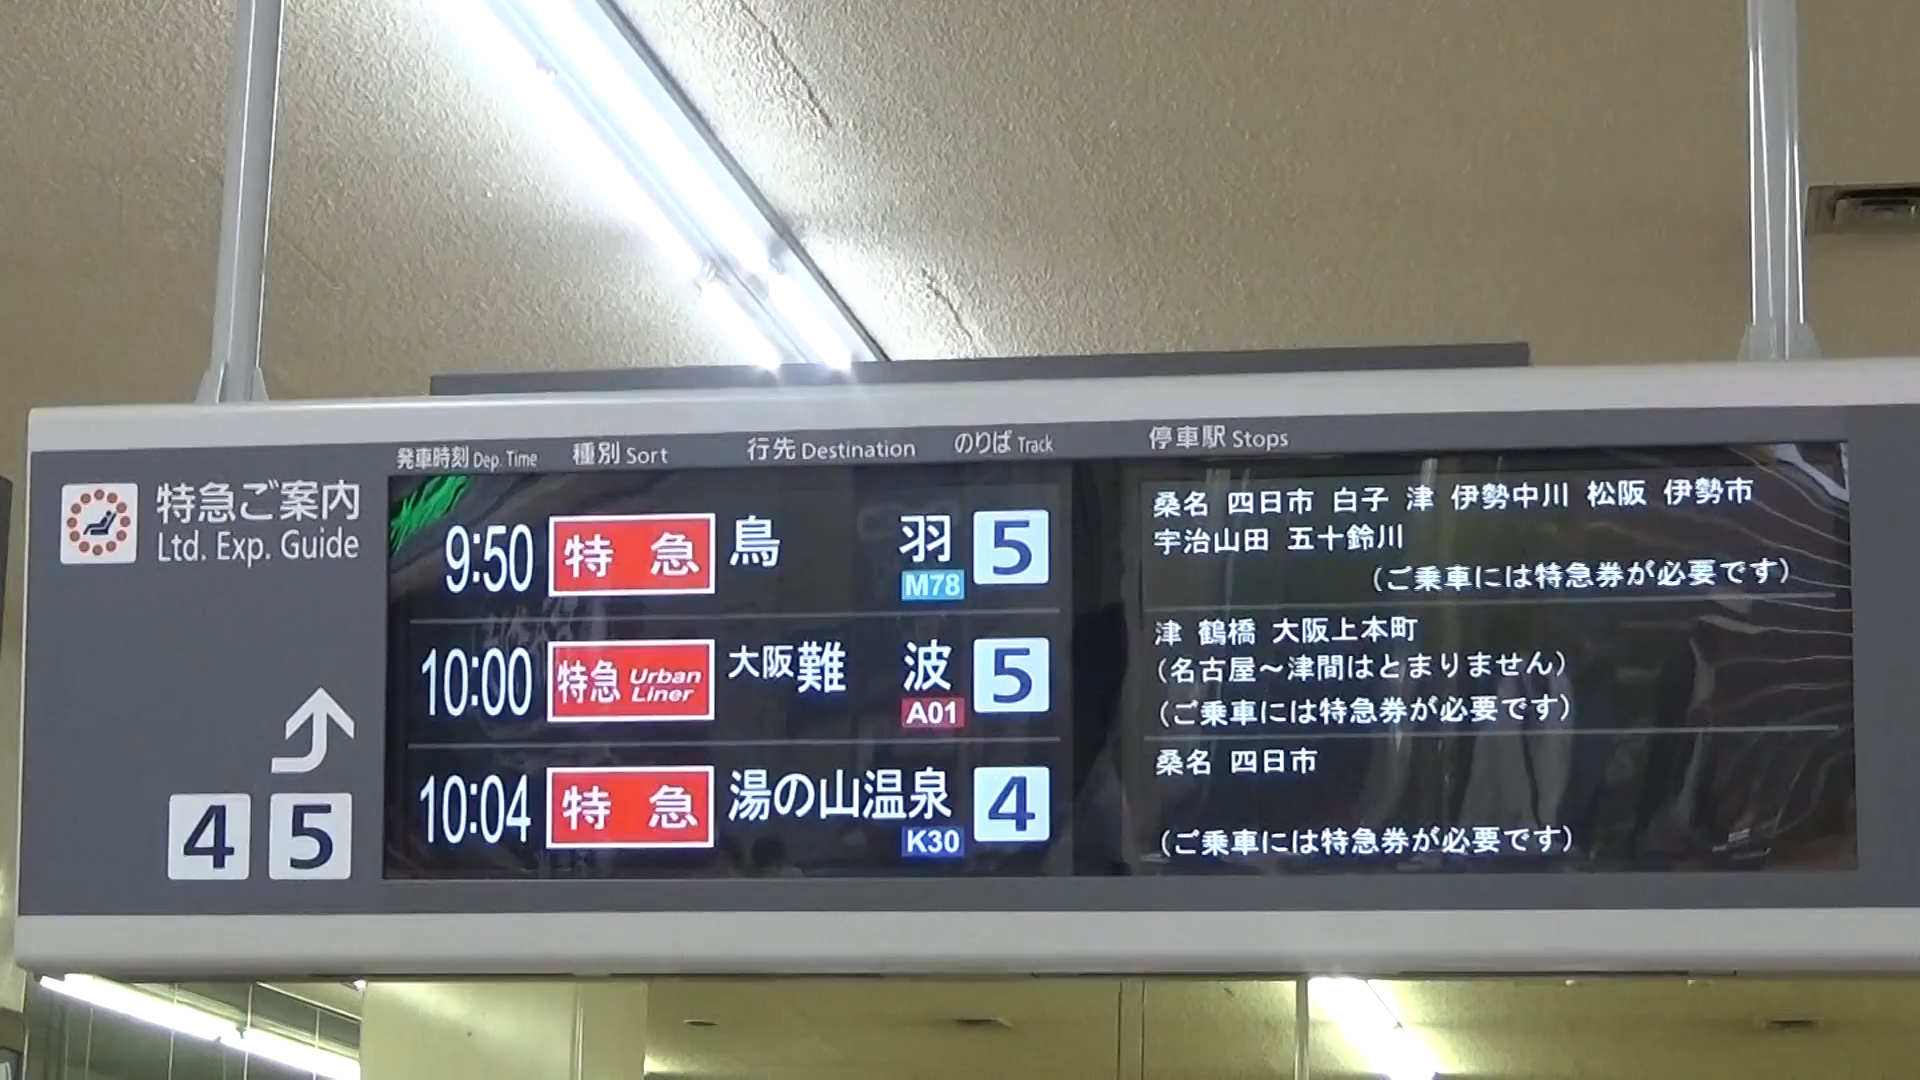 発車時刻 Dep. Time 種別 Sort 行先 Destination のりば Track 停車駅 Stops
特急ご案内
Ltd. Exp. Guide
4 5
9:50 特急 鳥羽 M78 5
桑名 四日市 白子 津 伊勢中川 松阪 伊勢市
宇治山田 五十鈴川
(ご乗車には特急券が必要です)
10:00 特急 Urban Liner 大阪難波 A01 5
津 鶴橋 大阪上本町
(名古屋～津間はとまりません)
(ご乗車には特急券が必要です)
10:04 特急 湯の山温泉 K30 4
桑名 四日市
(ご乗車には特急券が必要です)